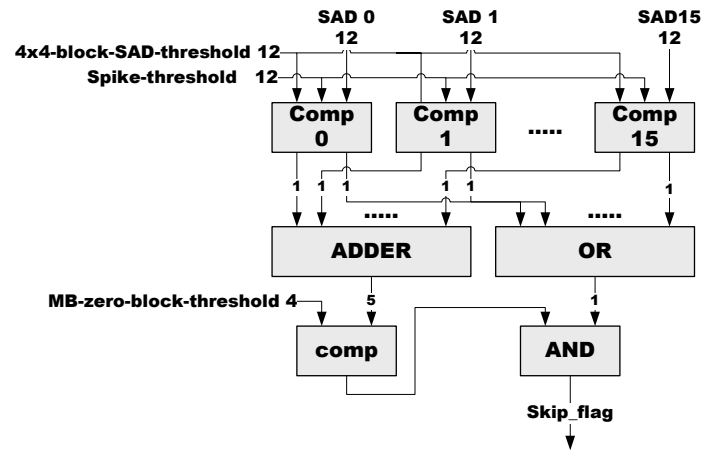 SAD 0 SAD 1 SAD15
12 12 12
4x4-block-SAD-threshold 12
Spike-threshold 12
Comp 0 Comp 1 ..... Comp 15
1 1 1 1 1
..... .....
ADDER OR
MB-zero-block-threshold 4 5 1
comp AND
Skip_flag